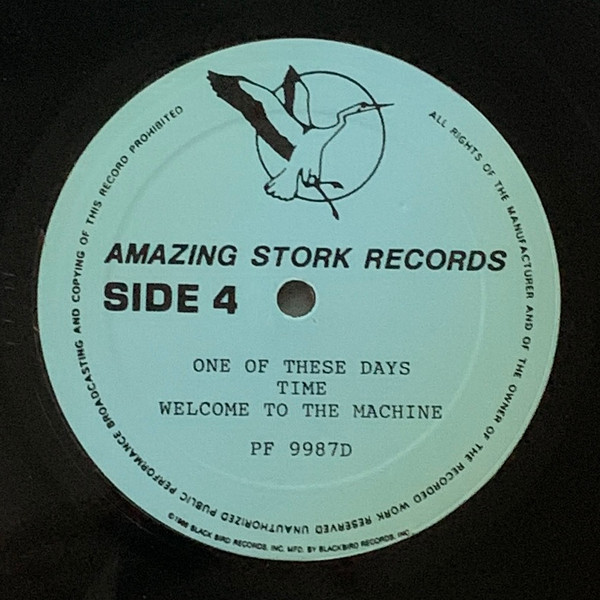 AMAZING STORK RECORDS
SIDE 4
ONE OF THESE DAYS
TIME
WELCOME TO THE MACHINE
PF 9987D
ALL RIGHTS OF THE MANUFACTURER AND OF THE OWNER OF THE RECORDED WORK RESERVED UNAUTHORIZED PUBLIC PERFORMANCE BROADCASTING AND COPYING OF THIS RECORD PROHIBITED
BLACK BIRD RECORDS, INC. MFD. BY BLACKBIRD RECORDS, INC.